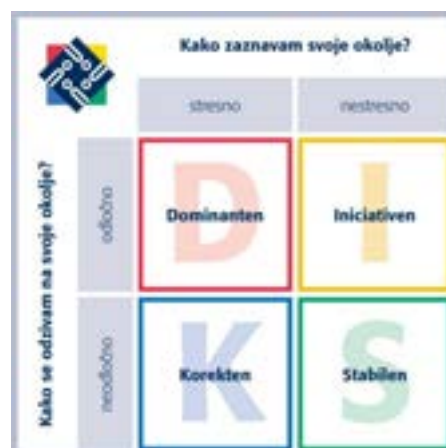 Kako zaznavam svoje okolje?
stresno
nestresno
Kako se odzivam na svoje okolje?
odločno
D
Dominanten
I
Iniciativen
neodločno
K
Korekten
S
Stabilen